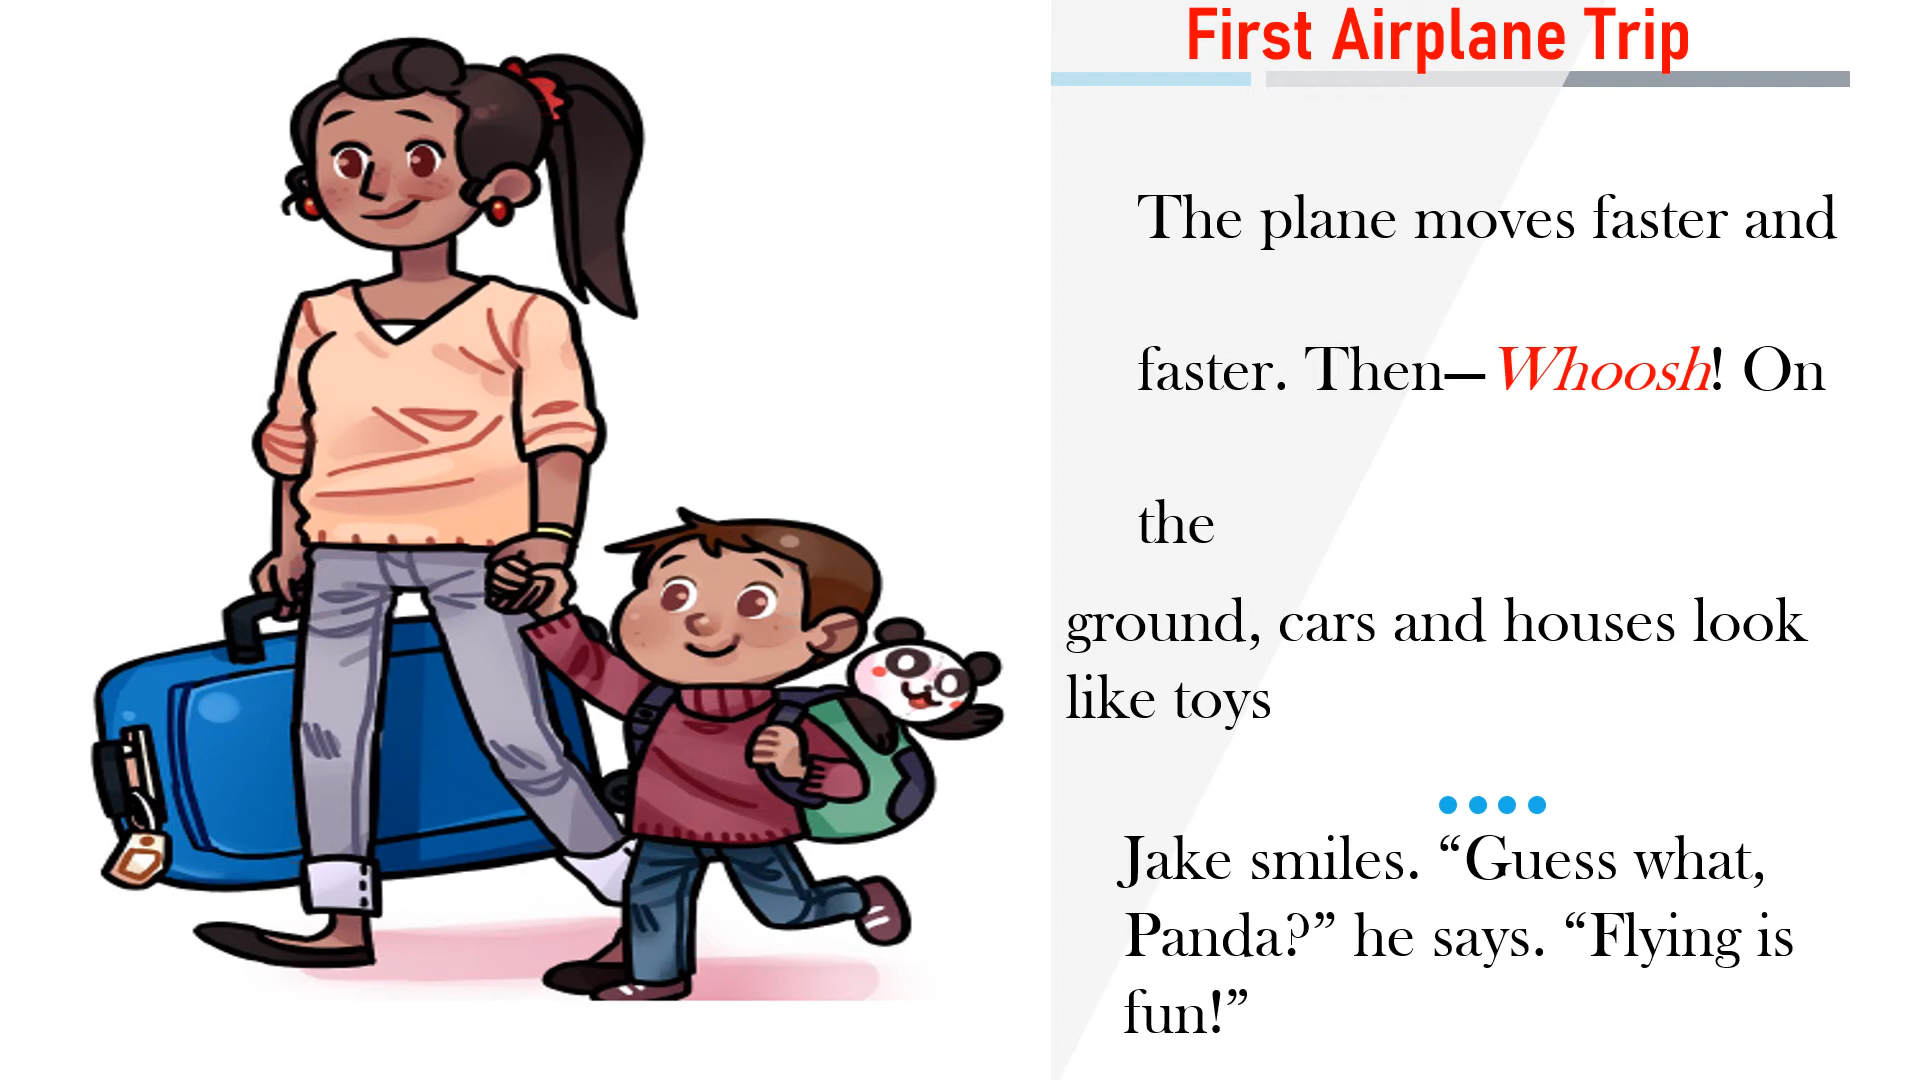 First Airplane Trip
The plane moves faster and
faster. Then—Whoosh! On
the
ground, cars and houses look
like toys
Jake smiles. “Guess what,
Panda?” he says. “Flying is
fun!”